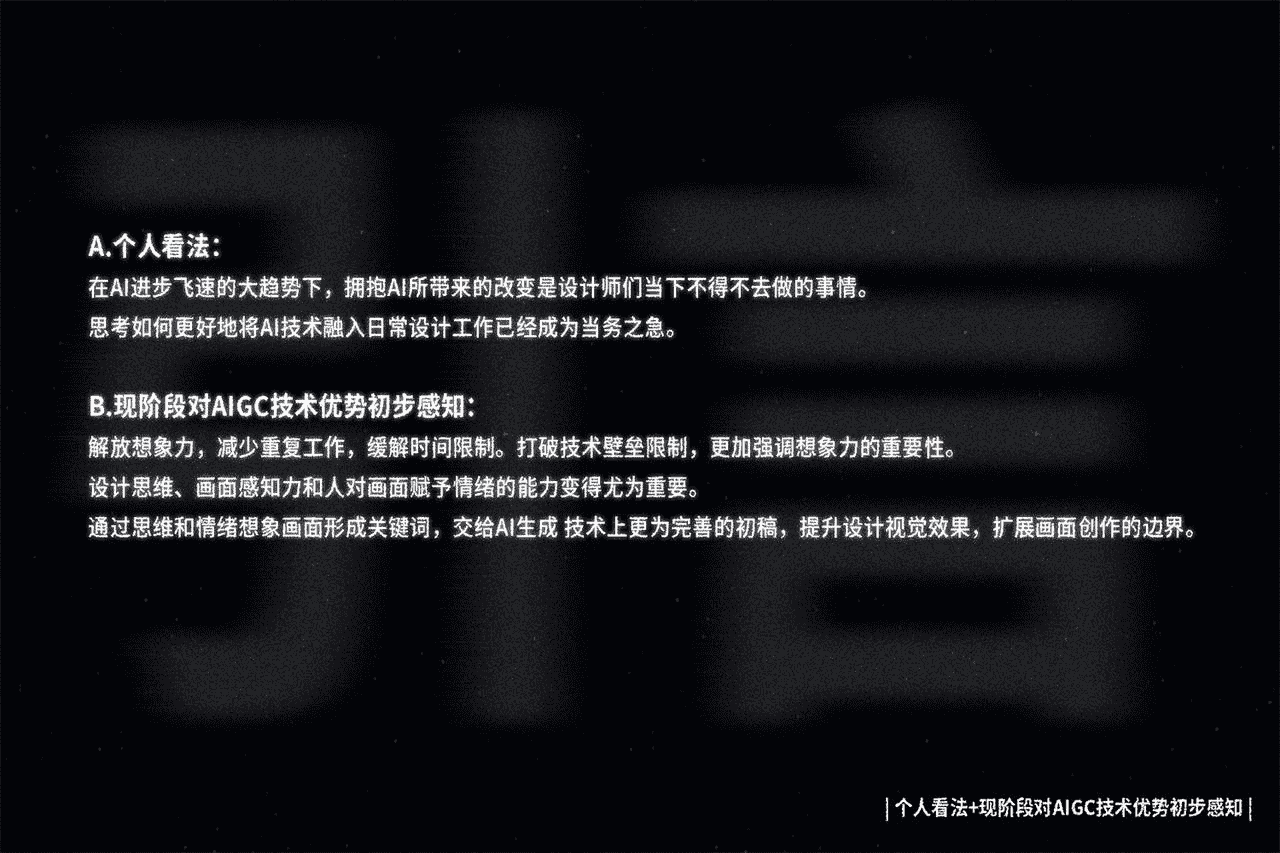 引言
A.个人看法：
在AI进步飞速的大趋势下，拥抱AI所带来的改变是设计师们当下不得不去做的事情。
思考如何更好地将AI技术融入日常设计工作已经成为当务之急。
B.现阶段对AIGC技术优势初步感知：
解放想象力，减少重复工作，缓解时间限制。打破技术壁垒限制，更加强调想象力的重要性。
设计思维、画面感知力和人对画面赋予情绪的能力变得尤为重要。
通过思维和情绪想象画面形成关键词，交给AI生成 技术上更为完善的初稿，提升设计视觉效果，扩展画面创作的边界。
| 个人看法+现阶段对AIGC技术优势初步感知 |